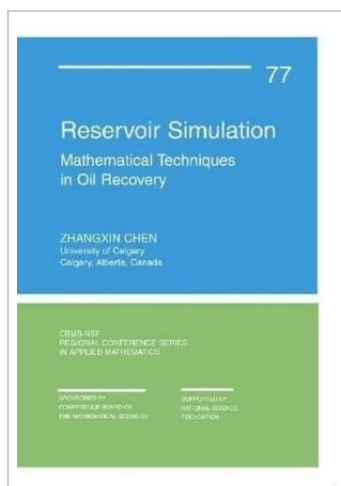 77
Reservoir Simulation
Mathematical Techniques
in Oil Recovery
ZHANGXIN CHEN
University of Calgary
Calgary, Alberta, Canada
CBMS-NSF
REGIONAL CONFERENCE SERIES
IN APPLIED MATHEMATICS
SPONSORED BY
CONFERENCE BOARD OF
THE MATHEMATICAL SCIENCES
SUPPORTED BY
NATIONAL SCIENCE
FOUNDATION